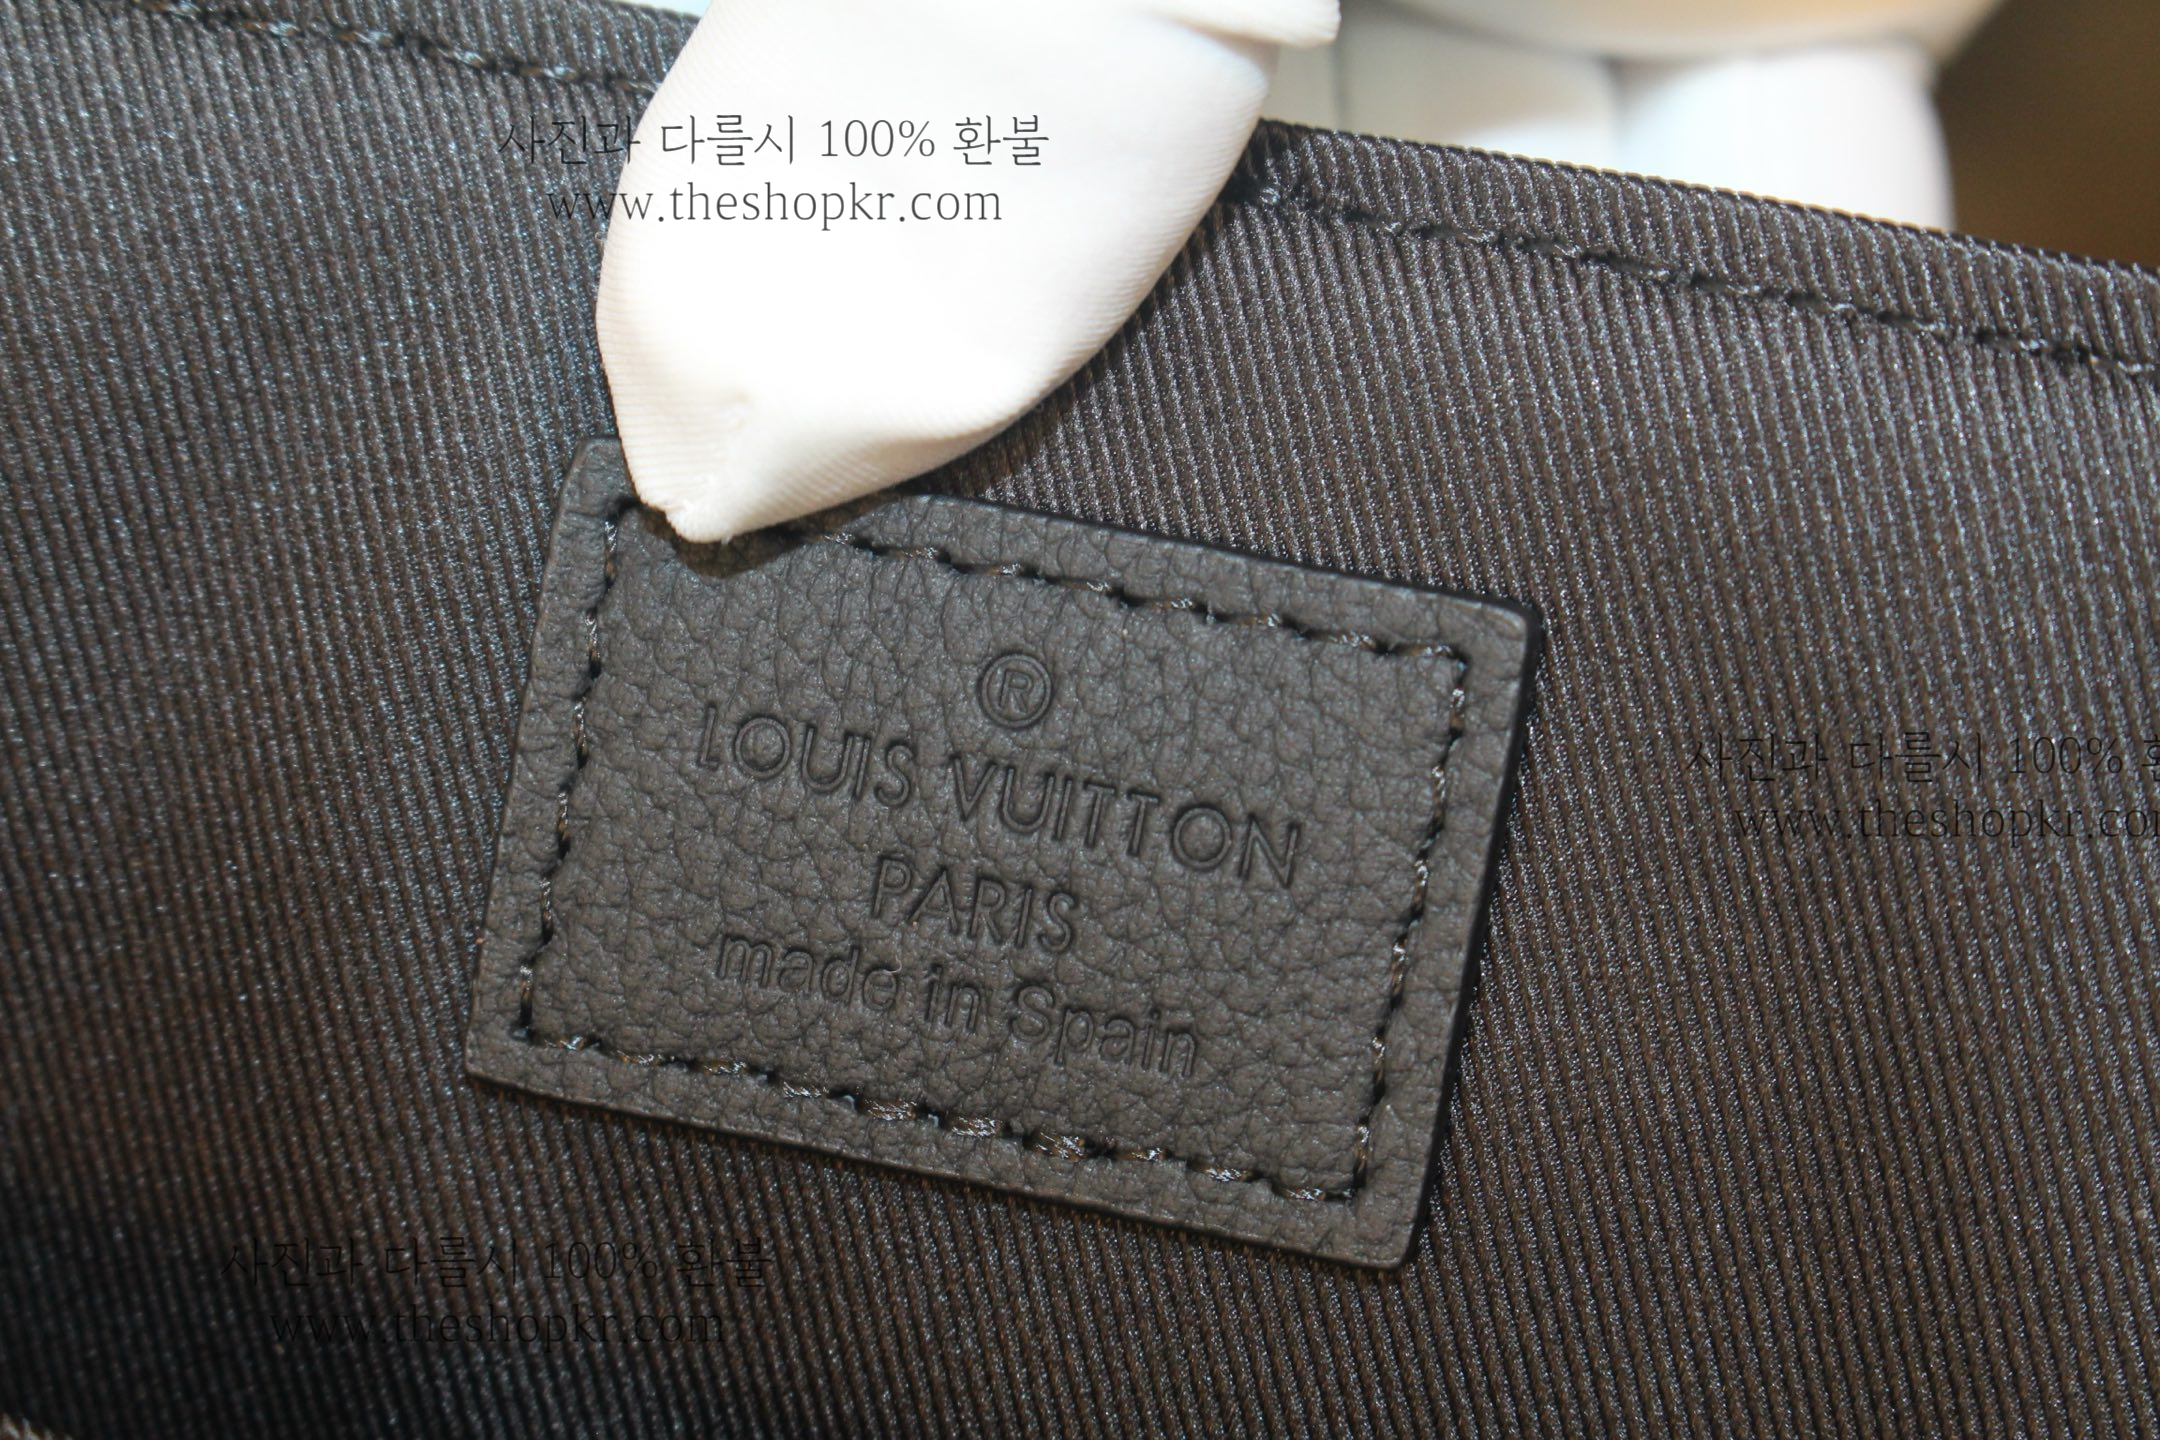 사진과 다를시 100% 환불
www.theshopkr.com
®
LOUIS VUITTON
PARIS
made in Spain
사진과 다를시 100% 환
www.theshopkr.co
사진과 다를시 100% 환불
www.theshopkr.com